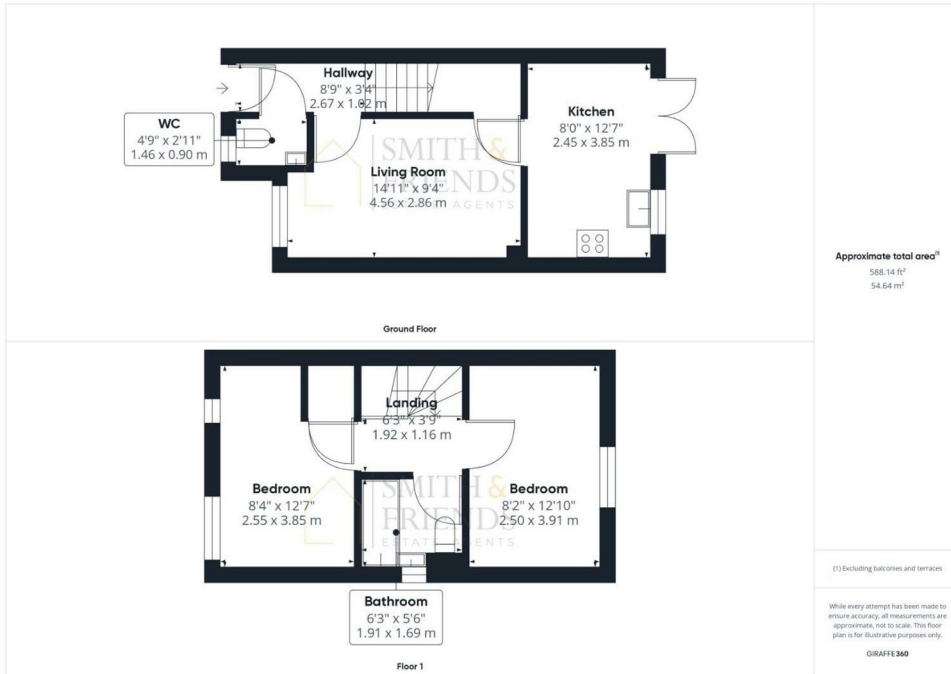 Hallway
8'9" x 3'4"
2.67 x 1.02 m
WC
4'9" x 2'11"
1.46 x 0.90 m
Kitchen
8'0" x 12'7"
2.45 x 3.85 m
SMITH &
FRIENDS
ESTATE AGENTS
Living Room
14'11" x 9'4"
4.56 x 2.86 m
Ground Floor
Approximate total area(1)
588.14 ft²
54.64 m²
Landing
6'3" x 3'9"
1.92 x 1.16 m
Bedroom
8'4" x 12'7"
2.55 x 3.85 m
SMITH &
FRIENDS
ESTATE AGENTS
Bedroom
8'2" x 12'10"
2.50 x 3.91 m
Bathroom
6'3" x 5'6"
1.91 x 1.69 m
Floor 1
(1) Excluding balconies and terraces
While every attempt has been made to
ensure accuracy, all measurements are
approximate, not to scale. This floor
plan is for illustrative purposes only.
GIRAFFE360